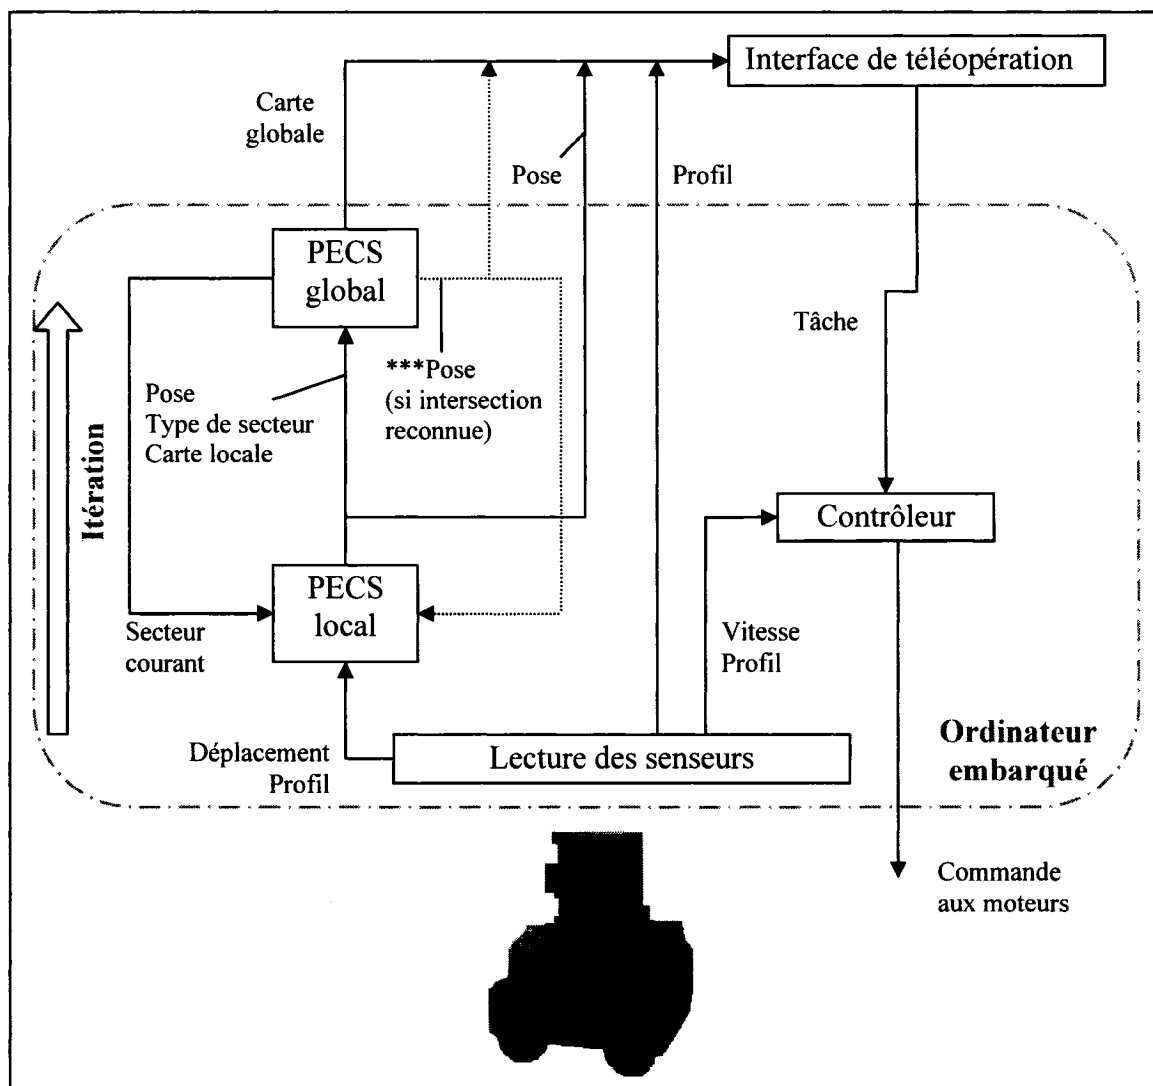 Interface de téléopération
Carte
globale
Pose
Profil
PECS
global
Tâche
***Pose
(si intersection
reconnue)
Pose
Type de secteur
Carte locale
Itération
Contrôleur
PECS
local
Secteur
courant
Vitesse
Profil
Déplacement
Profil
Lecture des senseurs
Ordinateur
embarqué
Commande
aux moteurs